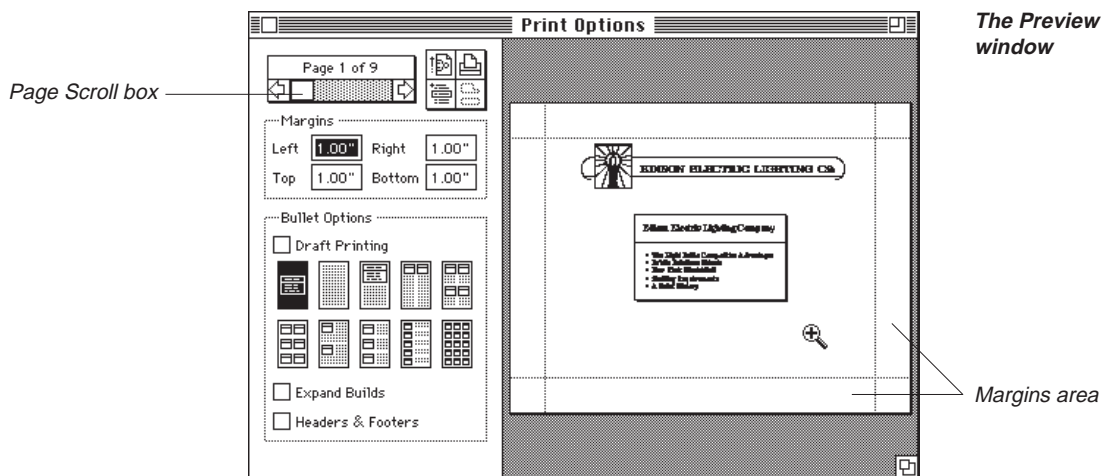 Print Options
The Preview
window
Page Scroll box
Page 1 of 9
Margins
Left 1.00" Right 1.00"
Top 1.00" Bottom 1.00"
Bullet Options
Draft Printing
Expand Builds
Headers & Footers
EDISON ELECTRIC LIGHTING CO.
Edison Electric Lighting Company
• A Brief History
Margins area